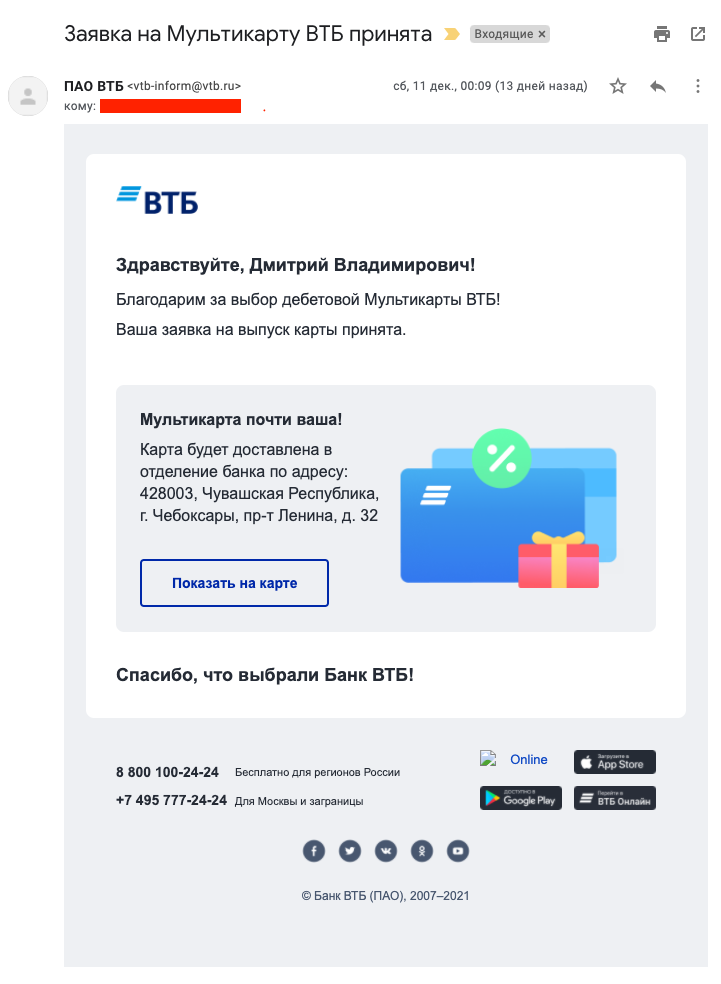 Заявка на Мультикарту ВТБ принята
Входящие ×
ПАО ВТБ <vtb-inform@vtb.ru>
сб, 11 дек., 00:09 (13 дней назад)
кому:
ВТБ
Здравствуйте, Дмитрий Владимирович!
Благодарим за выбор дебетовой Мультикарты ВТБ!
Ваша заявка на выпуск карты принята.
Мультикарта почти ваша!
Карта будет доставлена в
отделение банка по адресу:
428003, Чувашская Республика,
г. Чебоксары, пр-т Ленина, д. 32
%
Показать на карте
Спасибо, что выбрали Банк ВТБ!
8 800 100-24-24 Бесплатно для регионов России
+7 495 777-24-24 Для Москвы и заграницы
Online
Загрузите в
App Store
ДОСТУПНО В
Google Play
Перейти в
ВТБ Онлайн
© Банк ВТБ (ПАО), 2007–2021